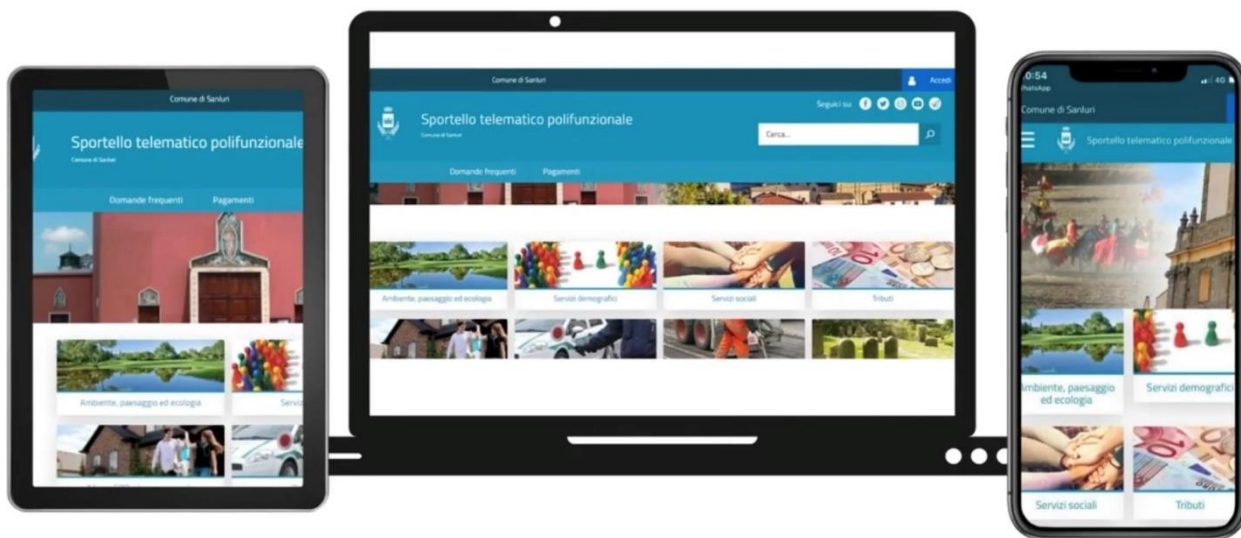 Comune di Sanluri
Sportello telematico polifunzionale
Comune di Sanluri
Domande frequenti Pagamenti
Ambiente, paesaggio ed ecologia
Comune di Sanluri
Accedi
Seguici su
Sportello telematico polifunzionale
Comune di Sanluri
Cerca...
Domande frequenti Pagamenti
Ambiente, paesaggio ed ecologia
Servizi demografici
Servizi sociali
Tributi
0:54
4G
WhatsApp
Comune di Sanluri
Sportello telematico polifunzionale
Ambiente, paesaggio
ed ecologia
Servizi demografici
Servizi sociali
Tributi